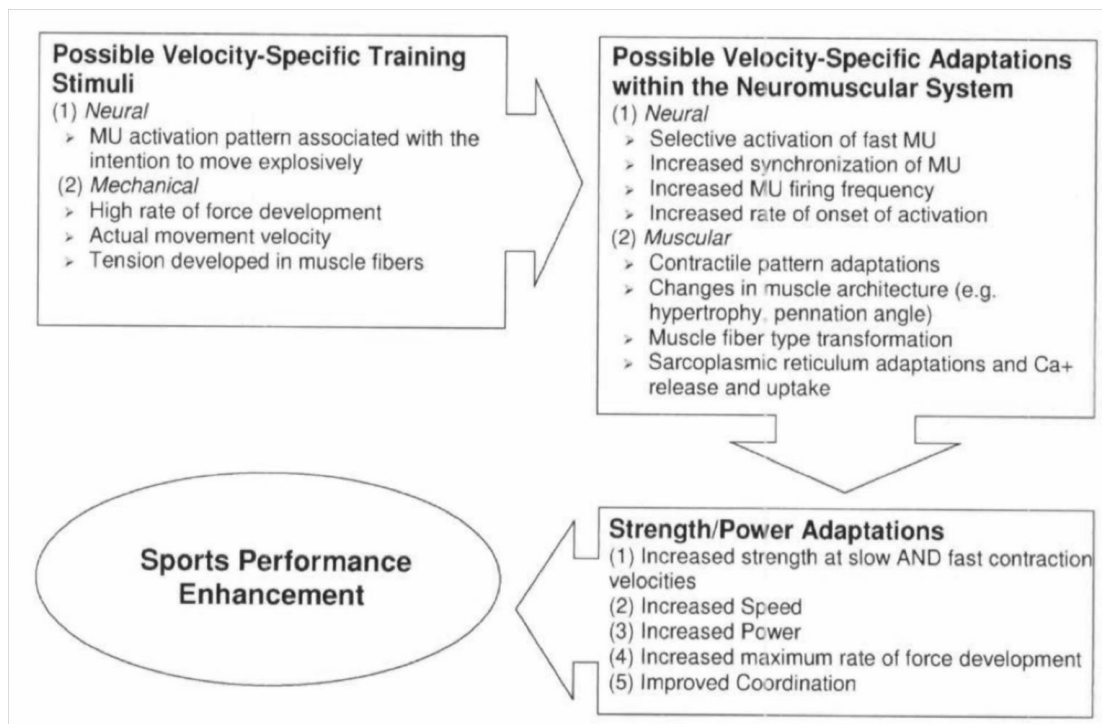 Possible Velocity-Specific Training
Stimuli
(1) Neural
➢ MU activation pattern associated with the
intention to move explosively
(2) Mechanical
➢ High rate of force development
➢ Actual movement velocity
➢ Tension developed in muscle fibers
Possible Velocity-Specific Adaptations
within the Neuromuscular System
(1) Neural
➢ Selective activation of fast MU
➢ Increased synchronization of MU
➢ Increased MU firing frequency
➢ Increased rate of onset of activation
(2) Muscular
➢ Contractile pattern adaptations
➢ Changes in muscle architecture (e.g.
hypertrophy, pennation angle)
➢ Muscle fiber type transformation
➢ Sarcoplasmic reticulum adaptations and Ca+
release and uptake
Strength/Power Adaptations
(1) Increased strength at slow AND fast contraction
velocities
(2) Increased Speed
(3) Increased Power
(4) Increased maximum rate of force development
(5) Improved Coordination
Sports Performance
Enhancement